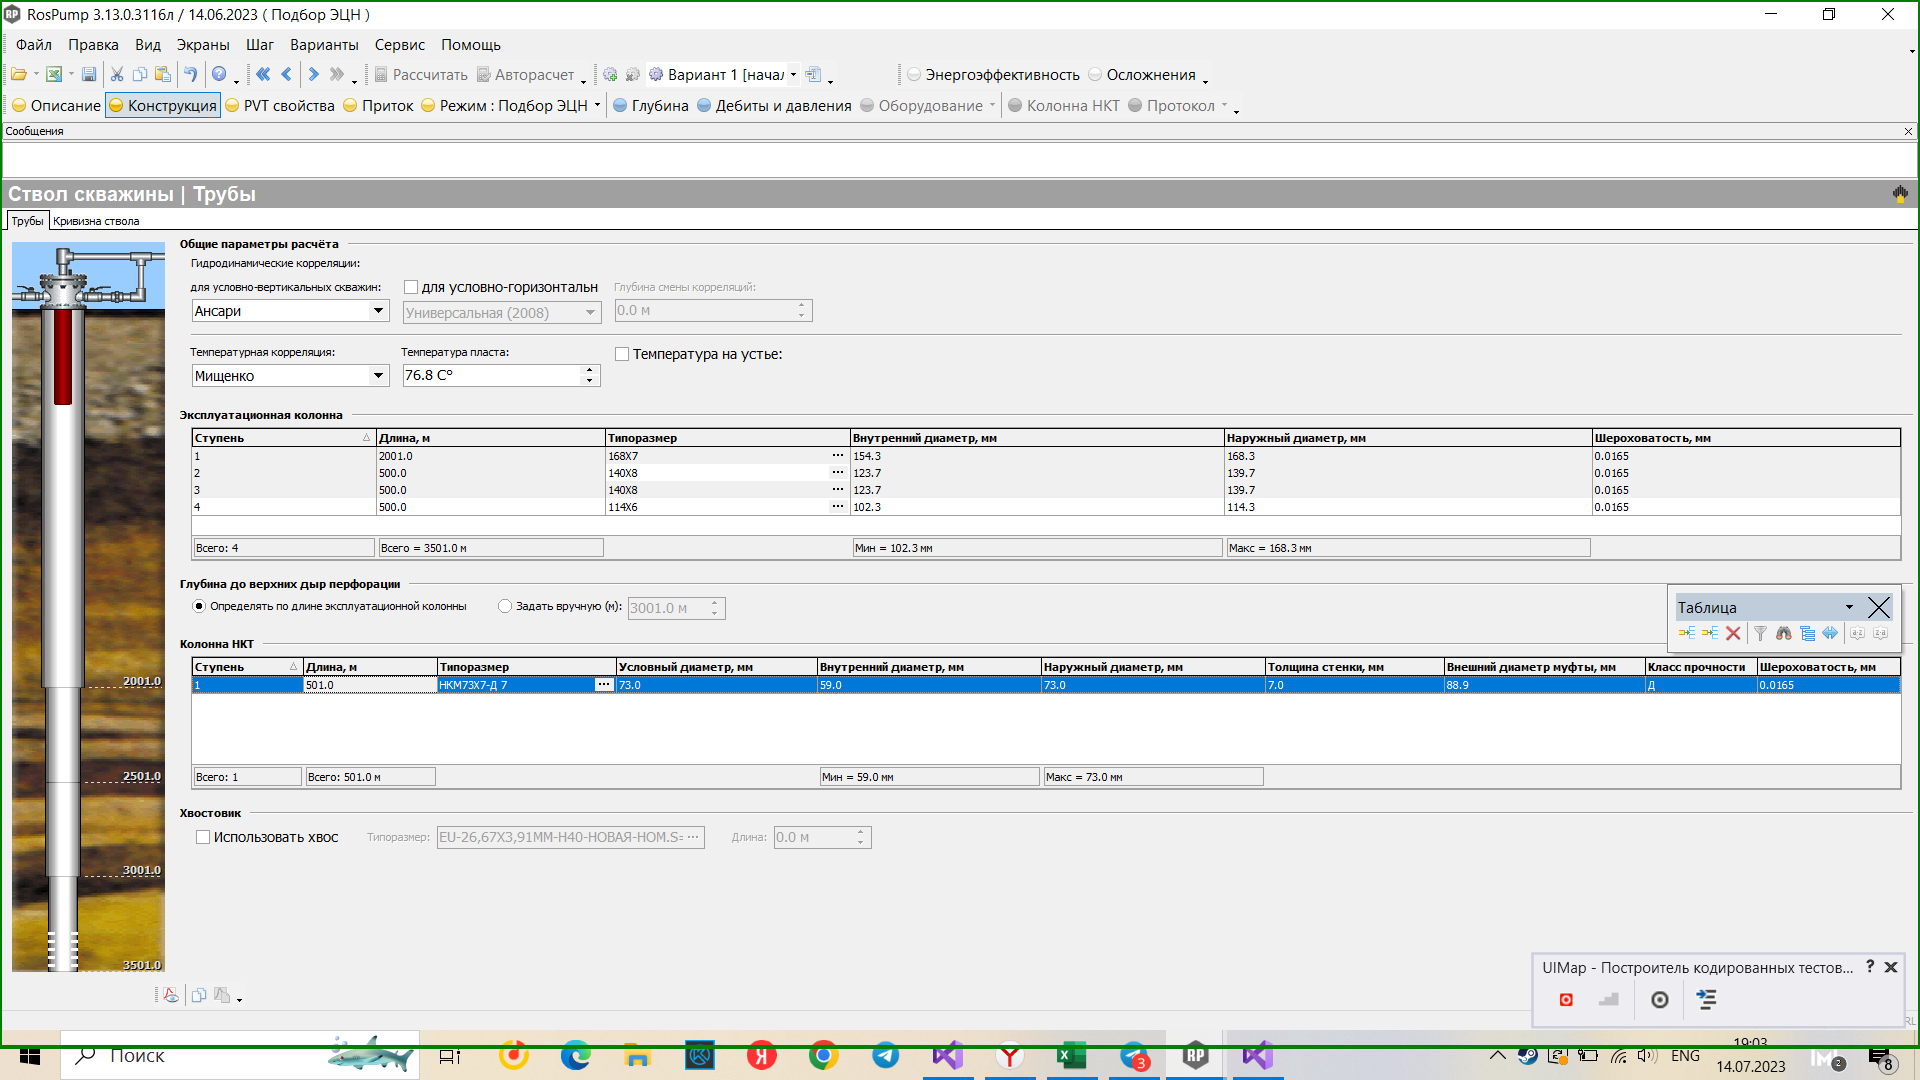 RosPump 3.13.0.3116л / 14.06.2023 ( Подбор ЭЦН )
Файл Правка Вид Экраны Шаг Варианты Сервис Помощь
Рассчитать Авторасчет Вариант 1 [начал Энергоэффективность Осложнения
Описание Конструкция PVT свойства Приток Режим : Подбор ЭЦН Глубина Дебиты и давления Оборудование Колонна НКТ Протокол
Сообщения
Ствол скважины | Трубы
Трубы Кривизна ствола
Общие параметры расчёта
Гидродинамические корреляции:
для условно-вертикальных скважин: для условно-горизонтальн Глубина смены корреляций:
Ансари Универсальная (2008) 0.0 м
Температурная корреляция: Температура пласта: Температура на устье:
Мищенко 76.8 C°
Эксплуатационная колонна
Ступень Длина, м Типоразмер Внутренний диаметр, мм Наружный диаметр, мм Шероховатость, мм
1 2001.0 168X7 ... 154.3 168.3 0.0165
2 500.0 140X8 ... 123.7 139.7 0.0165
3 500.0 140X8 ... 123.7 139.7 0.0165
4 500.0 114X6 ... 102.3 114.3 0.0165
Всего: 4 Всего = 3501.0 м Мин = 102.3 мм Макс = 168.3 мм
Глубина до верхних дыр перфорации
Определять по длине эксплуатационной колонны Задать вручную (м): 3001.0 м
Таблица
Колонна НКТ
Ступень Длина, м Типоразмер Условный диаметр, мм Внутренний диаметр, мм Наружный диаметр, мм Толщина стенки, мм Внешний диаметр муфты, мм Класс прочности Шероховатость, мм
1 501.0 НКМ73X7-Д 7 ... 73.0 59.0 73.0 7.0 88.9 Д 0.0165
Всего: 1 Всего: 501.0 м Мин = 59.0 мм Макс = 73.0 мм
Хвостовик
Использовать хвос Типоразмер: EU-26,67X3,91MM-H40-НОВАЯ-НОМ.S= ... Длина: 0.0 м
2001.0
2501.0
3001.0
3501.0
UIMap - Построитель кодированных тестов... ?
Поиск
3
ENG
19:03
14.07.2023
2
8